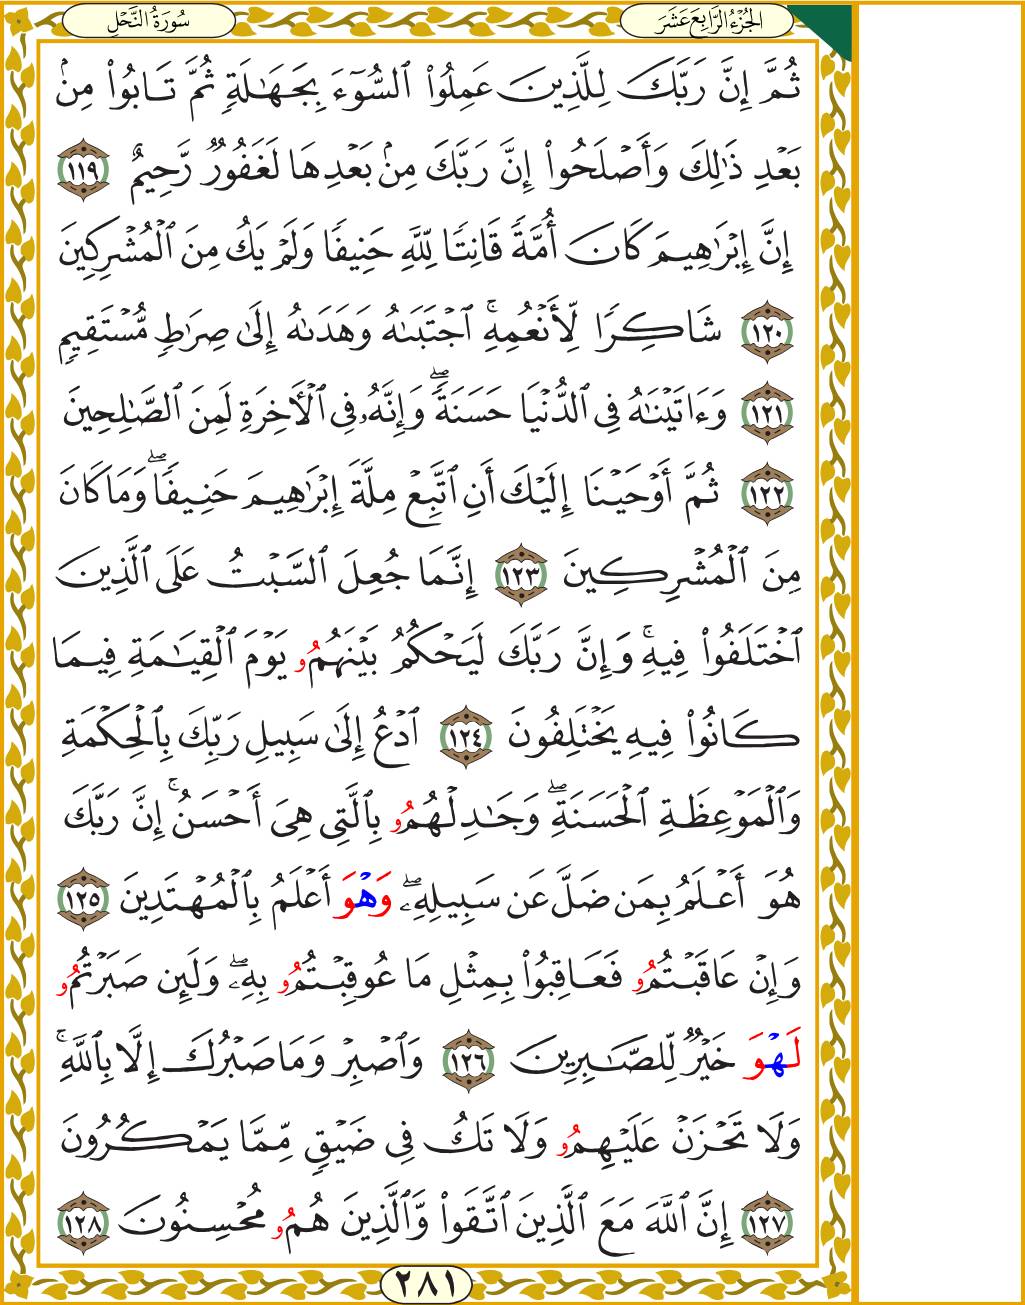 الجُزْءُ الرَّابِعَ عَشَرَ
سُورَةُ النَّحْلِ
ثُمَّ إِنَّ رَبَّكَ لِلَّذِينَ عَمِلُوا۟ ٱلسُّوٓءَ بِجَهَٰلَةٍ ثُمَّ تَابُوا۟ مِنۢ
بَعْدِ ذَٰلِكَ وَأَصْلَحُوٓا۟ إِنَّ رَبَّكَ مِنۢ بَعْدِهَا لَغَفُورٌ رَّحِيمٌ ١١٩
إِنَّ إِبْرَٰهِيمَ كَانَ أُمَّةً قَانِتًا لِّلَّهِ حَنِيفًا وَلَمْ يَكُ مِنَ ٱلْمُشْرِكِينَ
١٢٠ شَاكِرًا لِّأَنْعُمِهِۚ ٱجْتَبَىٰهُ وَهَدَىٰهُ إِلَىٰ صِرَٰطٍ مُّسْتَقِيمٍ
١٢١ وَءَاتَيْنَٰهُ فِى ٱلدُّنْيَا حَسَنَةًۖ وَإِنَّهُۥ فِى ٱلْأَخِرَةِ لَمِنَ ٱلصَّٰلِحِينَ
١٢٢ ثُمَّ أَوْحَيْنَا إِلَيْكَ أَنِ ٱتَّبِعْ مِلَّةَ إِبْرَٰهِيمَ حَنِيفًاۖ وَمَا كَانَ
مِنَ ٱلْمُشْرِكِينَ ١٢٣ إِنَّمَا جُعِلَ ٱلسَّبْتُ عَلَى ٱلَّذِينَ
ٱخْتَلَفُوا۟ فِيهِۚ وَإِنَّ رَبَّكَ لَيَحْكُمُ بَيْنَهُمُۥ يَوْمَ ٱلْقِيَٰمَةِ فِيمَا
كَانُوا۟ فِيهِ يَخْتَلِفُونَ ١٢٤ ٱدْعُ إِلَىٰ سَبِيلِ رَبِّكَ بِٱلْحِكْمَةِ
وَٱلْمَوْعِظَةِ ٱلْحَسَنَةِۖ وَجَٰدِلْهُمُۥ بِٱلَّتِى هِىَ أَحْسَنُۚ إِنَّ رَبَّكَ
هُوَ أَعْلَمُ بِمَن ضَلَّ عَن سَبِيلِهِۦۖ وَهْوَ أَعْلَمُ بِٱلْمُهْتَدِينَ ١٢٥
وَإِنْ عَاقَبْتُمُۥ فَعَاقِبُوا۟ بِمِثْلِ مَا عُوقِبْتُمُۥ بِهِۦۖ وَلَئِن صَبَرْتُمُۥ
لَهْوَ خَيْرٌ لِّلصَّٰبِرِينَ ١٢٦ وَٱصْبِرْ وَمَا صَبْرُكَ إِلَّا بِٱللَّهِۚ
وَلَا تَحْزَنْ عَلَيْهِمُۥ وَلَا تَكُ فِى ضَيْقٍ مِّمَّا يَمْكُرُونَ
١٢٧ إِنَّ ٱللَّهَ مَعَ ٱلَّذِينَ ٱتَّقَوا۟ وَّٱلَّذِينَ هُمُۥ مُحْسِنُونَ ١٢٨
٢٨١